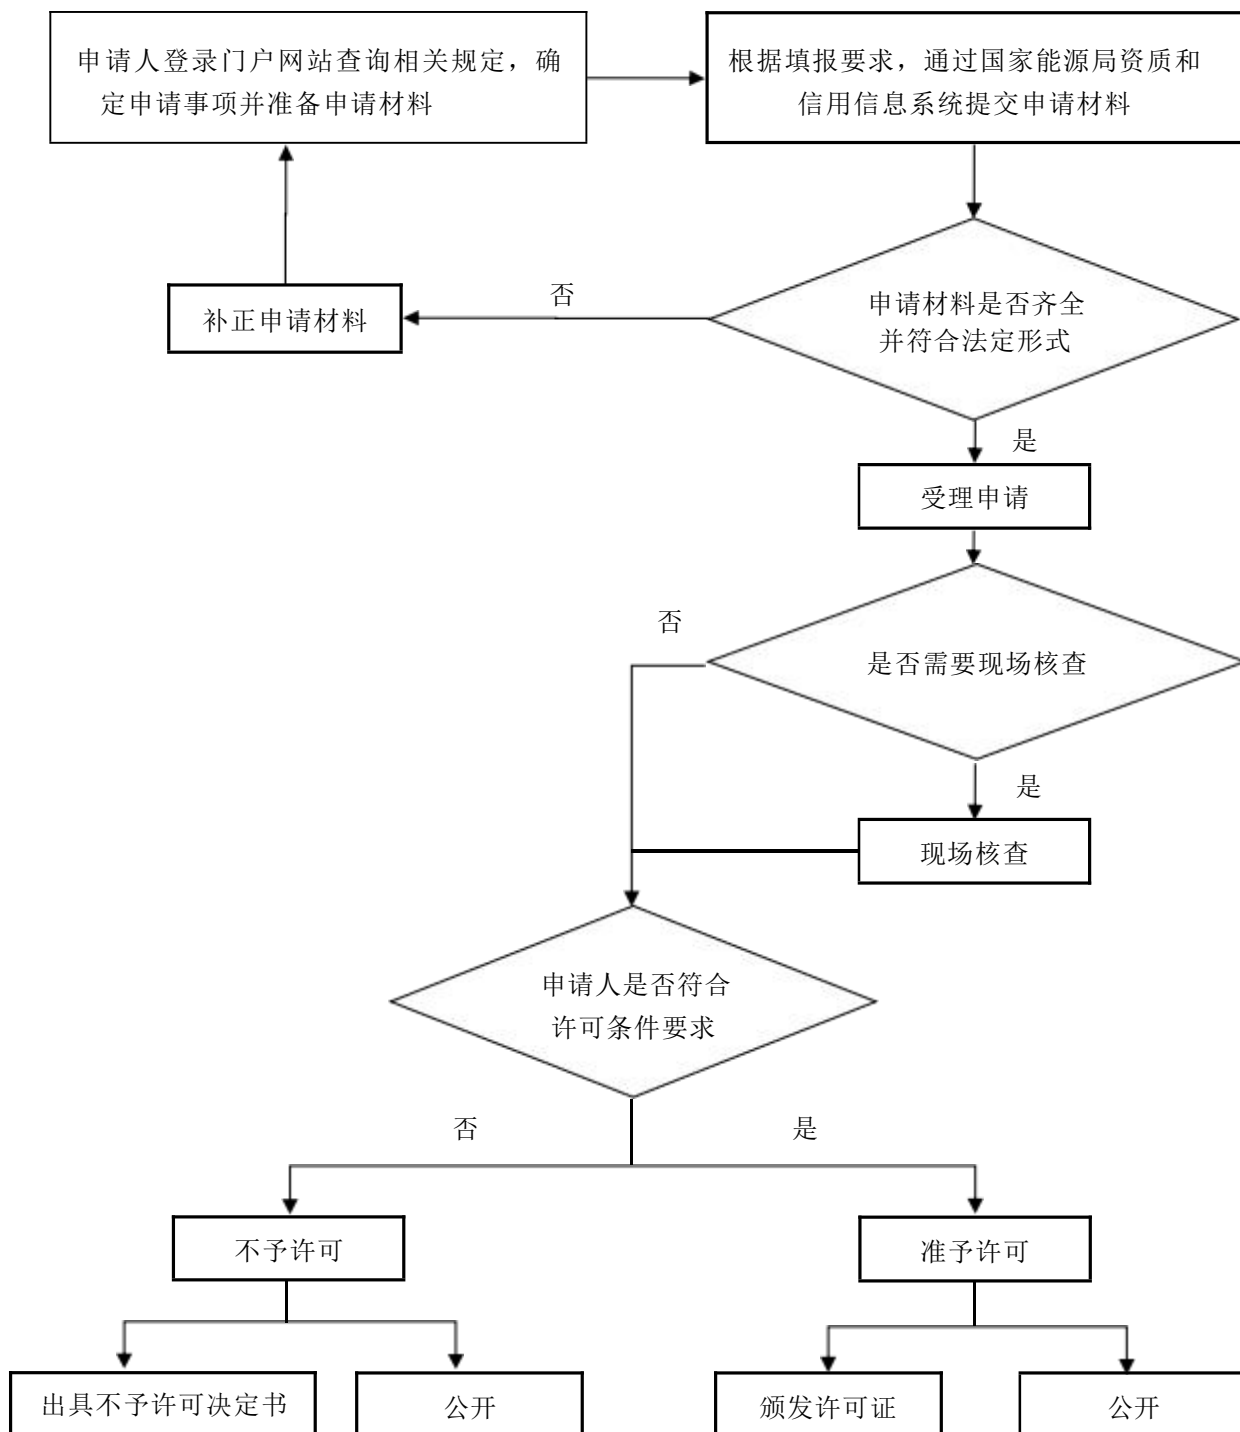 申请人登录门户网站查询相关规定，确
定申请事项并准备申请材料
根据填报要求，通过国家能源局资质和
信用信息系统提交申请材料
否
补正申请材料
申请材料是否齐全
并符合法定形式
是
受理申请
否
是否需要现场核查
是
现场核查
申请人是否符合
许可条件要求
否
是
不予许可
准予许可
出具不予许可决定书
公开
颁发许可证
公开